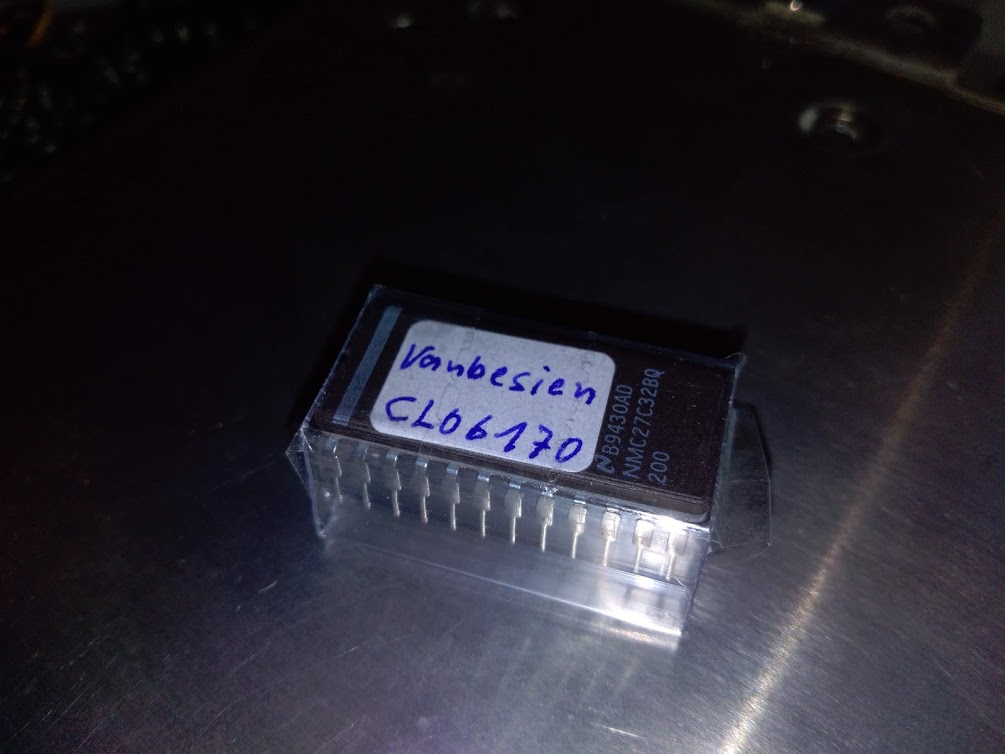 Vanbesien
CL06170
B9430AD
NMC27C32BQ
200